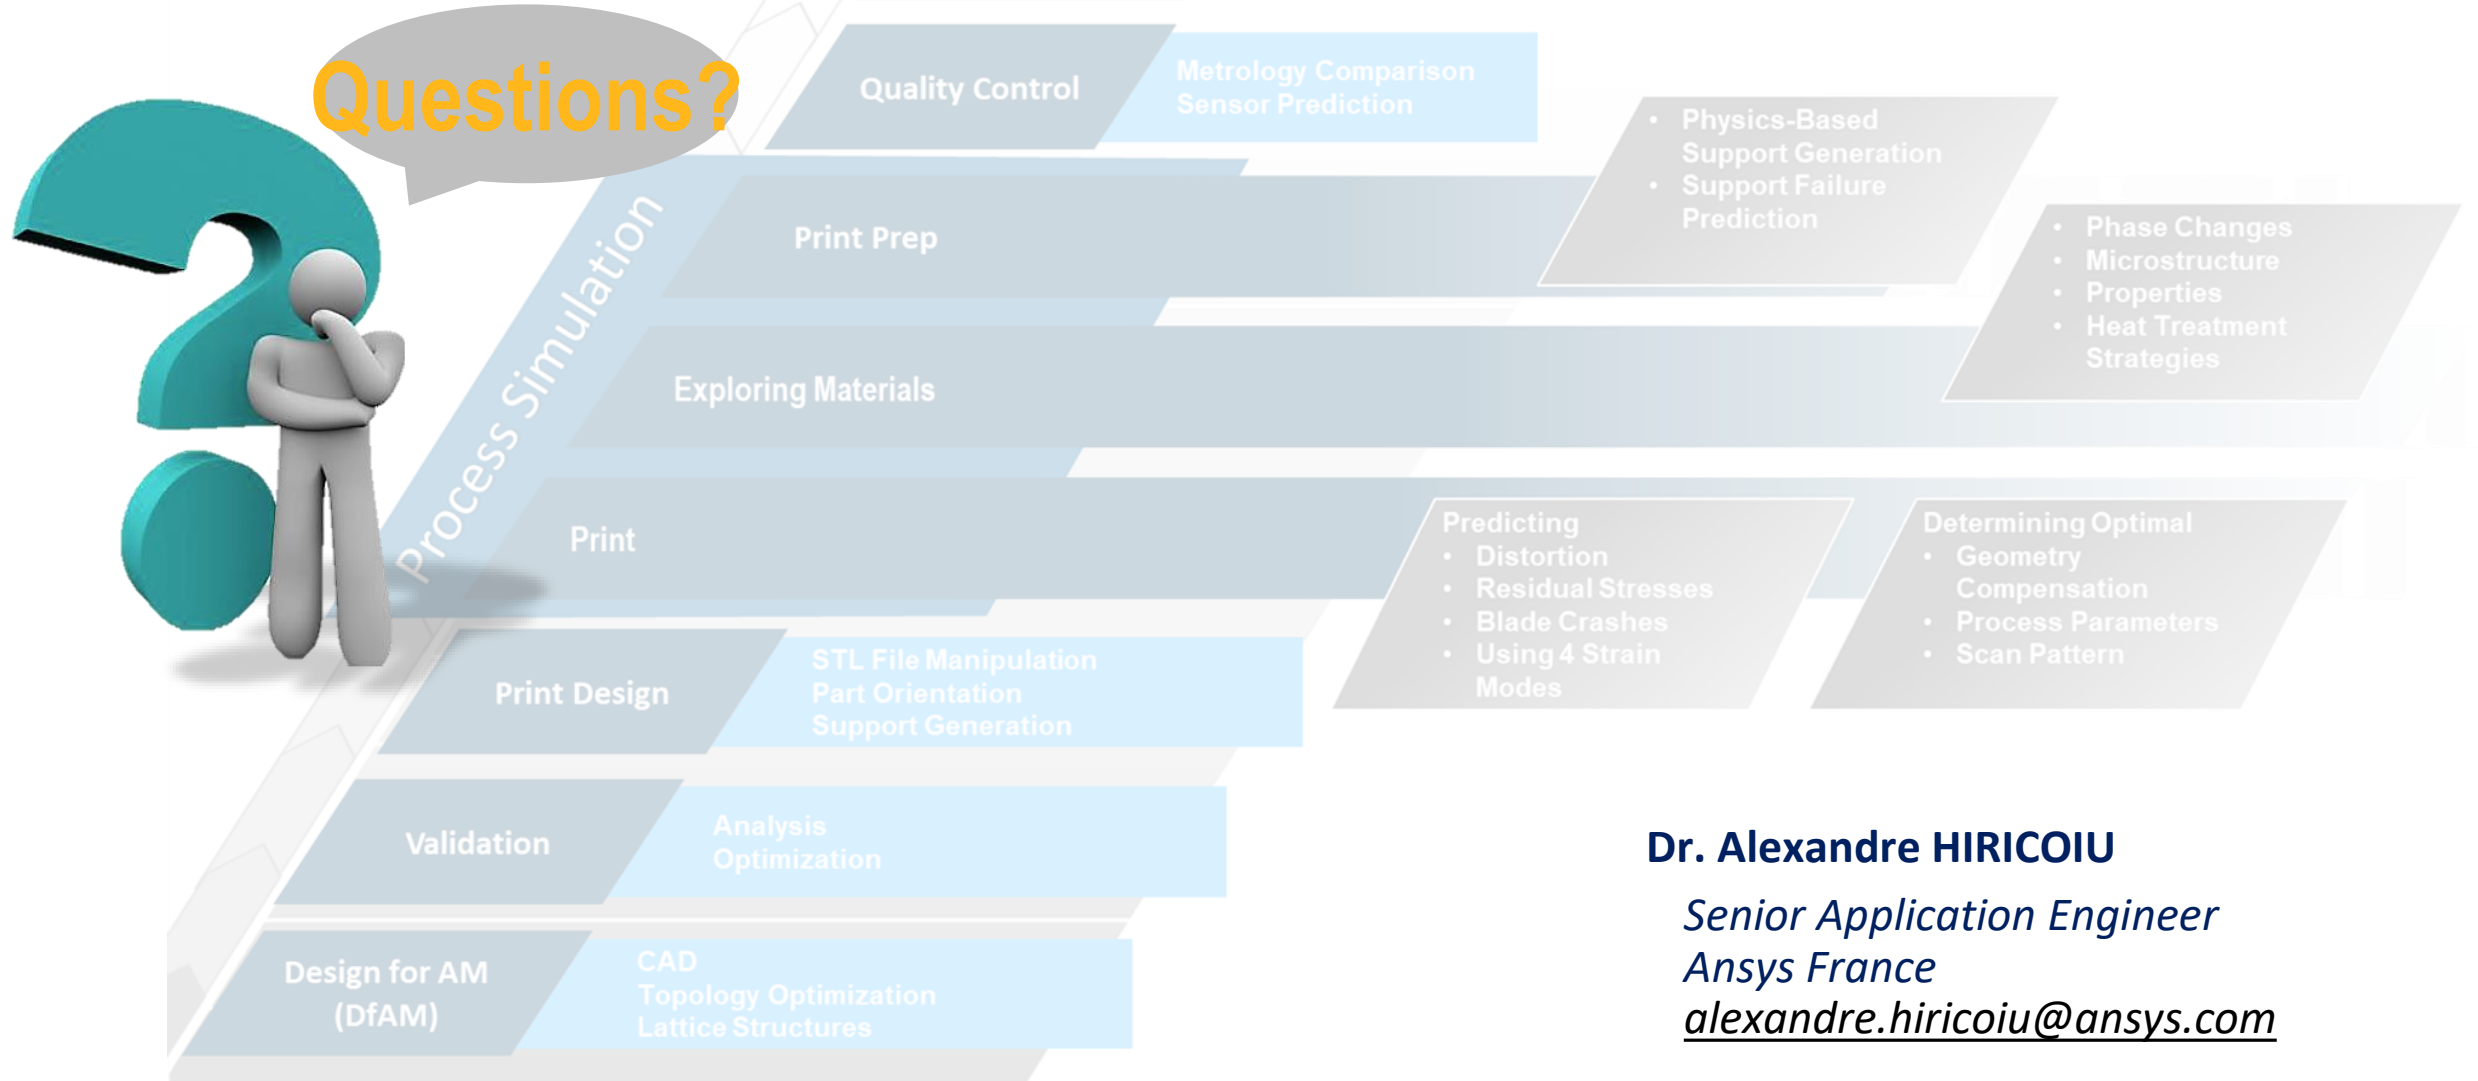 Questions?
Quality Control
Metrology Comparison
Sensor Prediction
• Physics-Based
Support Generation
• Support Failure
Prediction
Process Simulation
Print Prep
• Phase Changes
• Microstructure
• Properties
• Heat Treatment
Strategies
Exploring Materials
Print
Predicting
• Distortion
• Residual Stresses
• Blade Crashes
• Using 4 Strain
Modes
Determining Optimal
• Geometry
Compensation
• Process Parameters
• Scan Pattern
Print Design
STL File Manipulation
Part Orientation
Support Generation
Validation
Analysis
Optimization
Design for AM
(DfAM)
CAD
Topology Optimization
Lattice Structures
Dr. Alexandre HIRICOIU
Senior Application Engineer
Ansys France
alexandre.hiricoiu@ansys.com